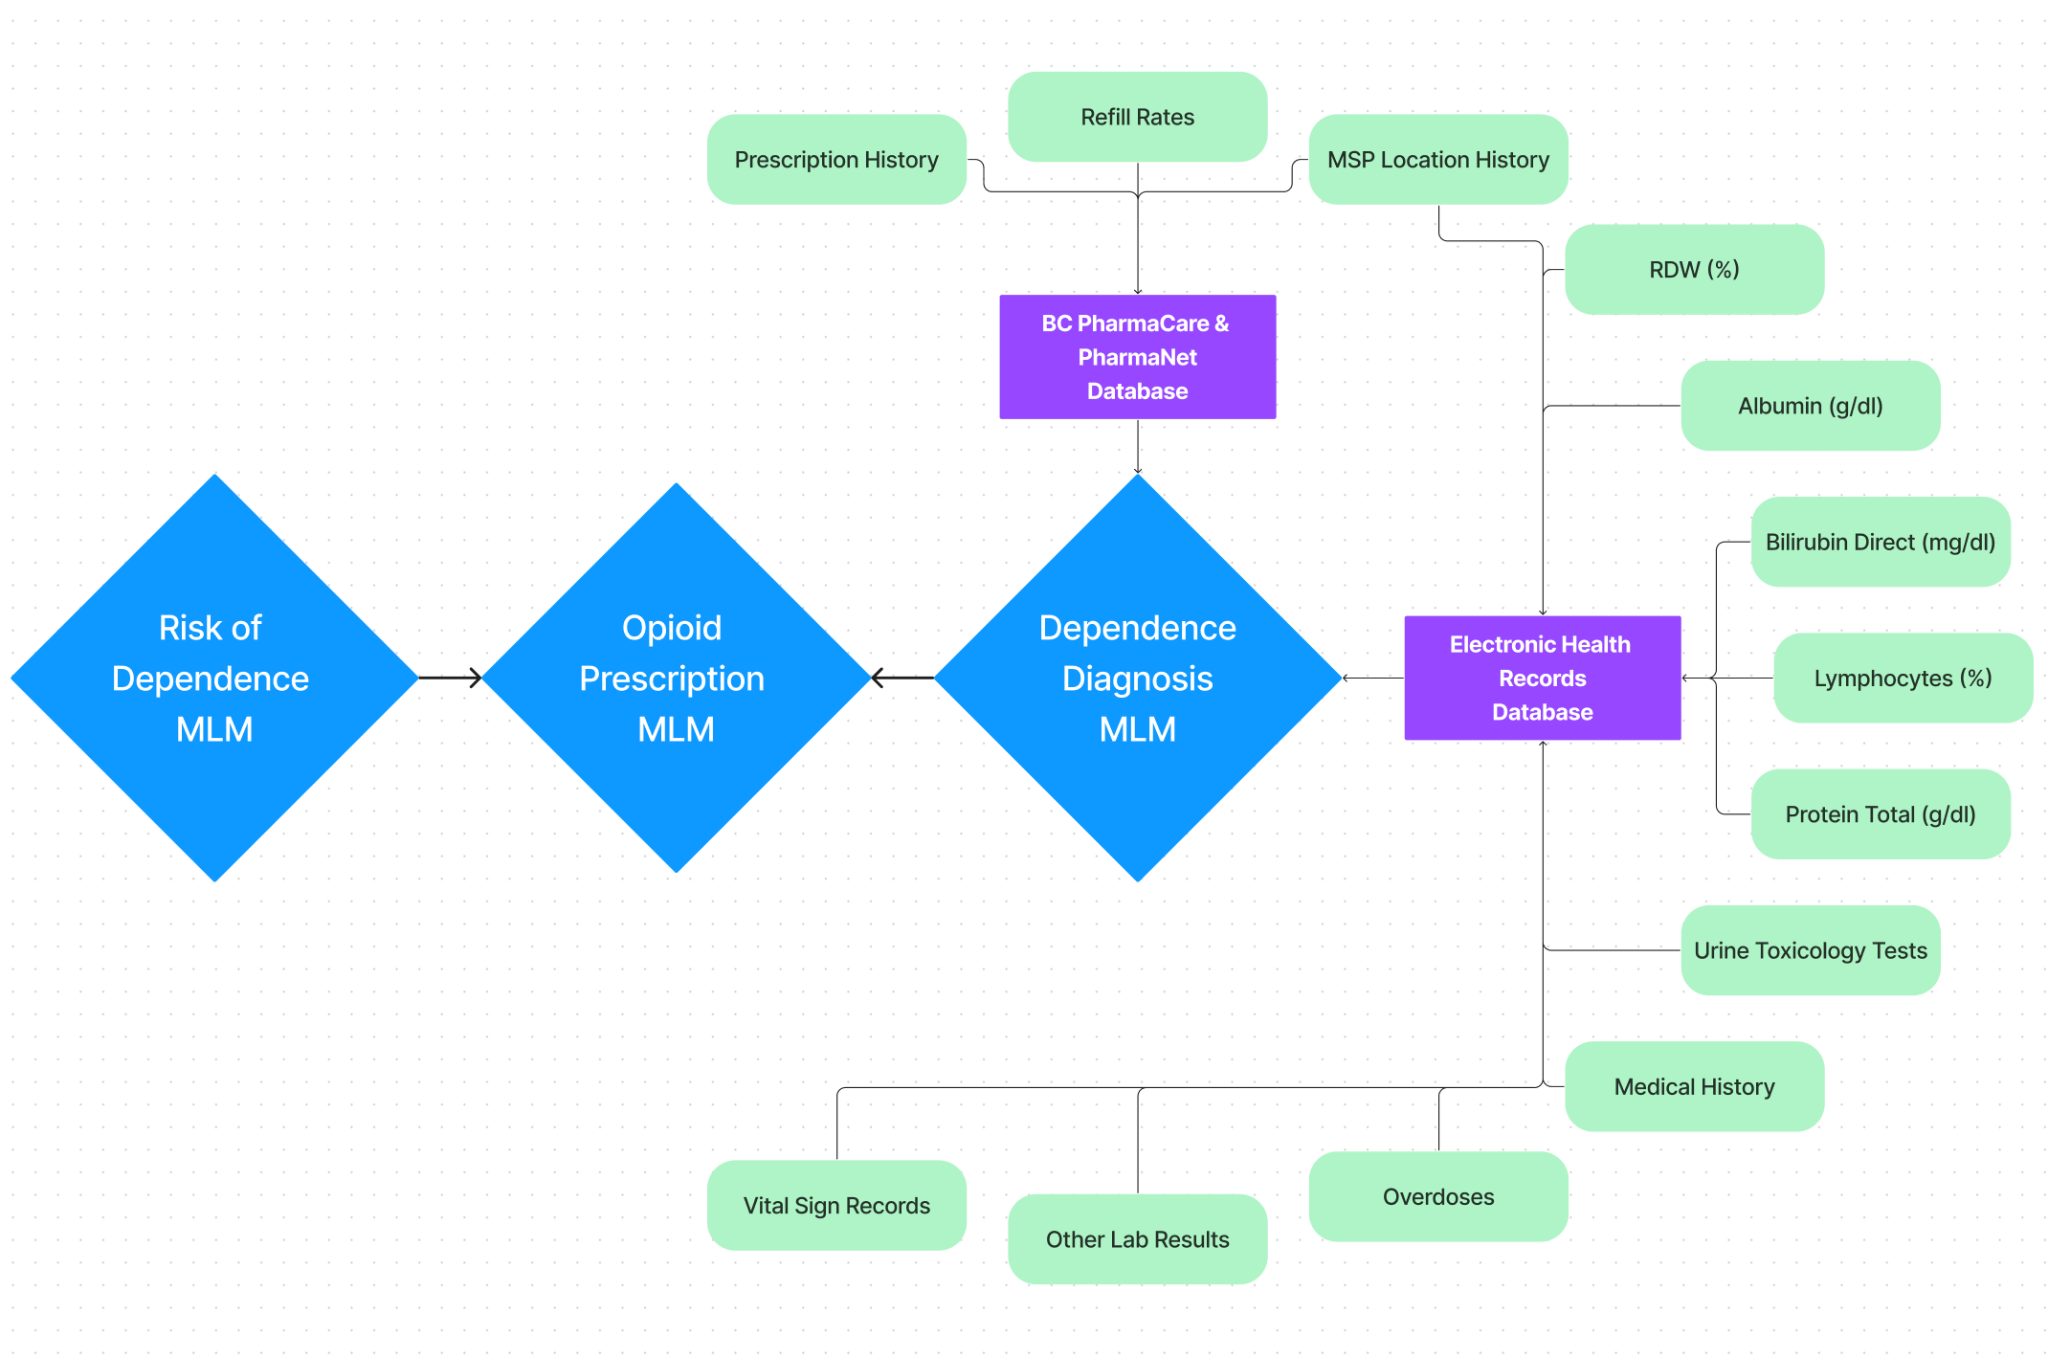 Refill Rates
Prescription History
MSP Location History
RDW (%)
BC PharmaCare &
PharmaNet
Database
Albumin (g/dl)
Bilirubin Direct (mg/dl)
Risk of
Dependence
MLM
Opioid
Prescription
MLM
Dependence
Diagnosis
MLM
Electronic Health
Records
Database
Lymphocytes (%)
Protein Total (g/dl)
Urine Toxicology Tests
Medical History
Vital Sign Records
Other Lab Results
Overdoses